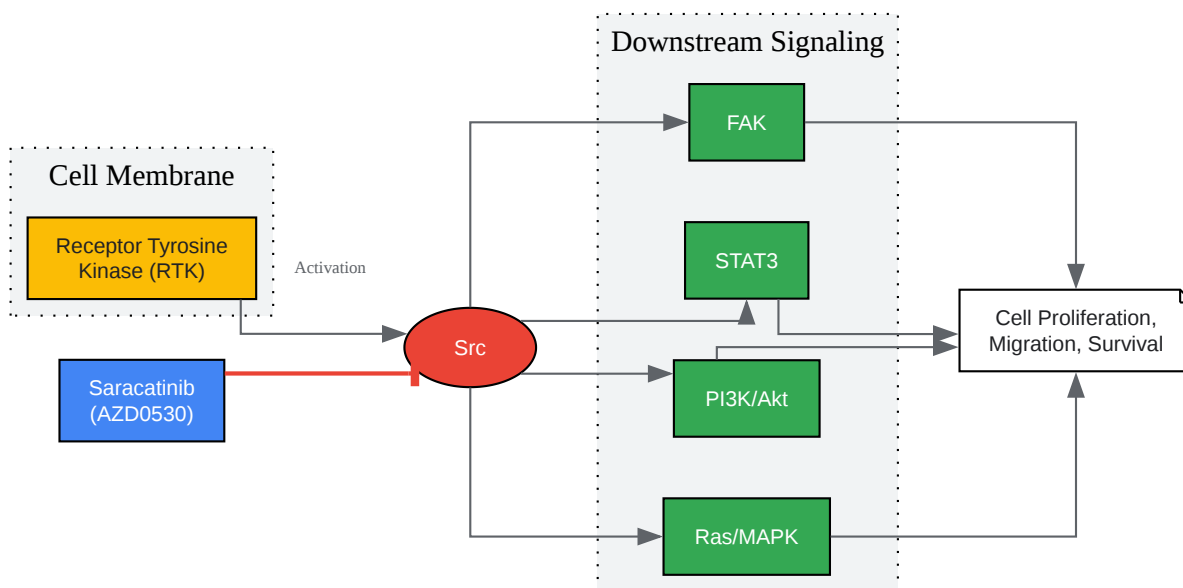 Downstream Signaling
FAK
Cell Membrane
Receptor Tyrosine
Kinase (RTK)
Activation
STAT3
Src
Cell Proliferation,
Migration, Survival
Saracatinib
(AZD0530)
PI3K/Akt
Ras/MAPK